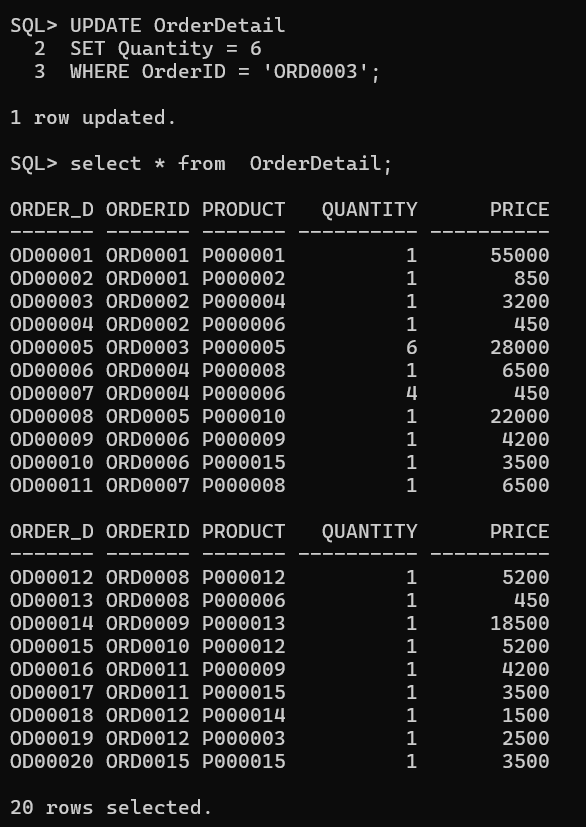 SQL> UPDATE OrderDetail
  2  SET Quantity = 6
  3  WHERE OrderID = 'ORD0003';
1 row updated.
SQL> select * from  OrderDetail;
ORDER_D ORDERID PRODUCT   QUANTITY      PRICE
------- ------- ------- ---------- ----------
OD00001 ORD0001 P000001          1      55000
OD00002 ORD0001 P000002          1        850
OD00003 ORD0002 P000004          1       3200
OD00004 ORD0002 P000006          1        450
OD00005 ORD0003 P000005          6      28000
OD00006 ORD0004 P000008          1       6500
OD00007 ORD0004 P000006          4        450
OD00008 ORD0005 P000010          1      22000
OD00009 ORD0006 P000009          1       4200
OD00010 ORD0006 P000015          1       3500
OD00011 ORD0007 P000008          1       6500
ORDER_D ORDERID PRODUCT   QUANTITY      PRICE
------- ------- ------- ---------- ----------
OD00012 ORD0008 P000012          1       5200
OD00013 ORD0008 P000006          1        450
OD00014 ORD0009 P000013          1      18500
OD00015 ORD0010 P000012          1       5200
OD00016 ORD0011 P000009          1       4200
OD00017 ORD0011 P000015          1       3500
OD00018 ORD0012 P000014          1       1500
OD00019 ORD0012 P000003          1       2500
OD00020 ORD0015 P000015          1       3500
20 rows selected.